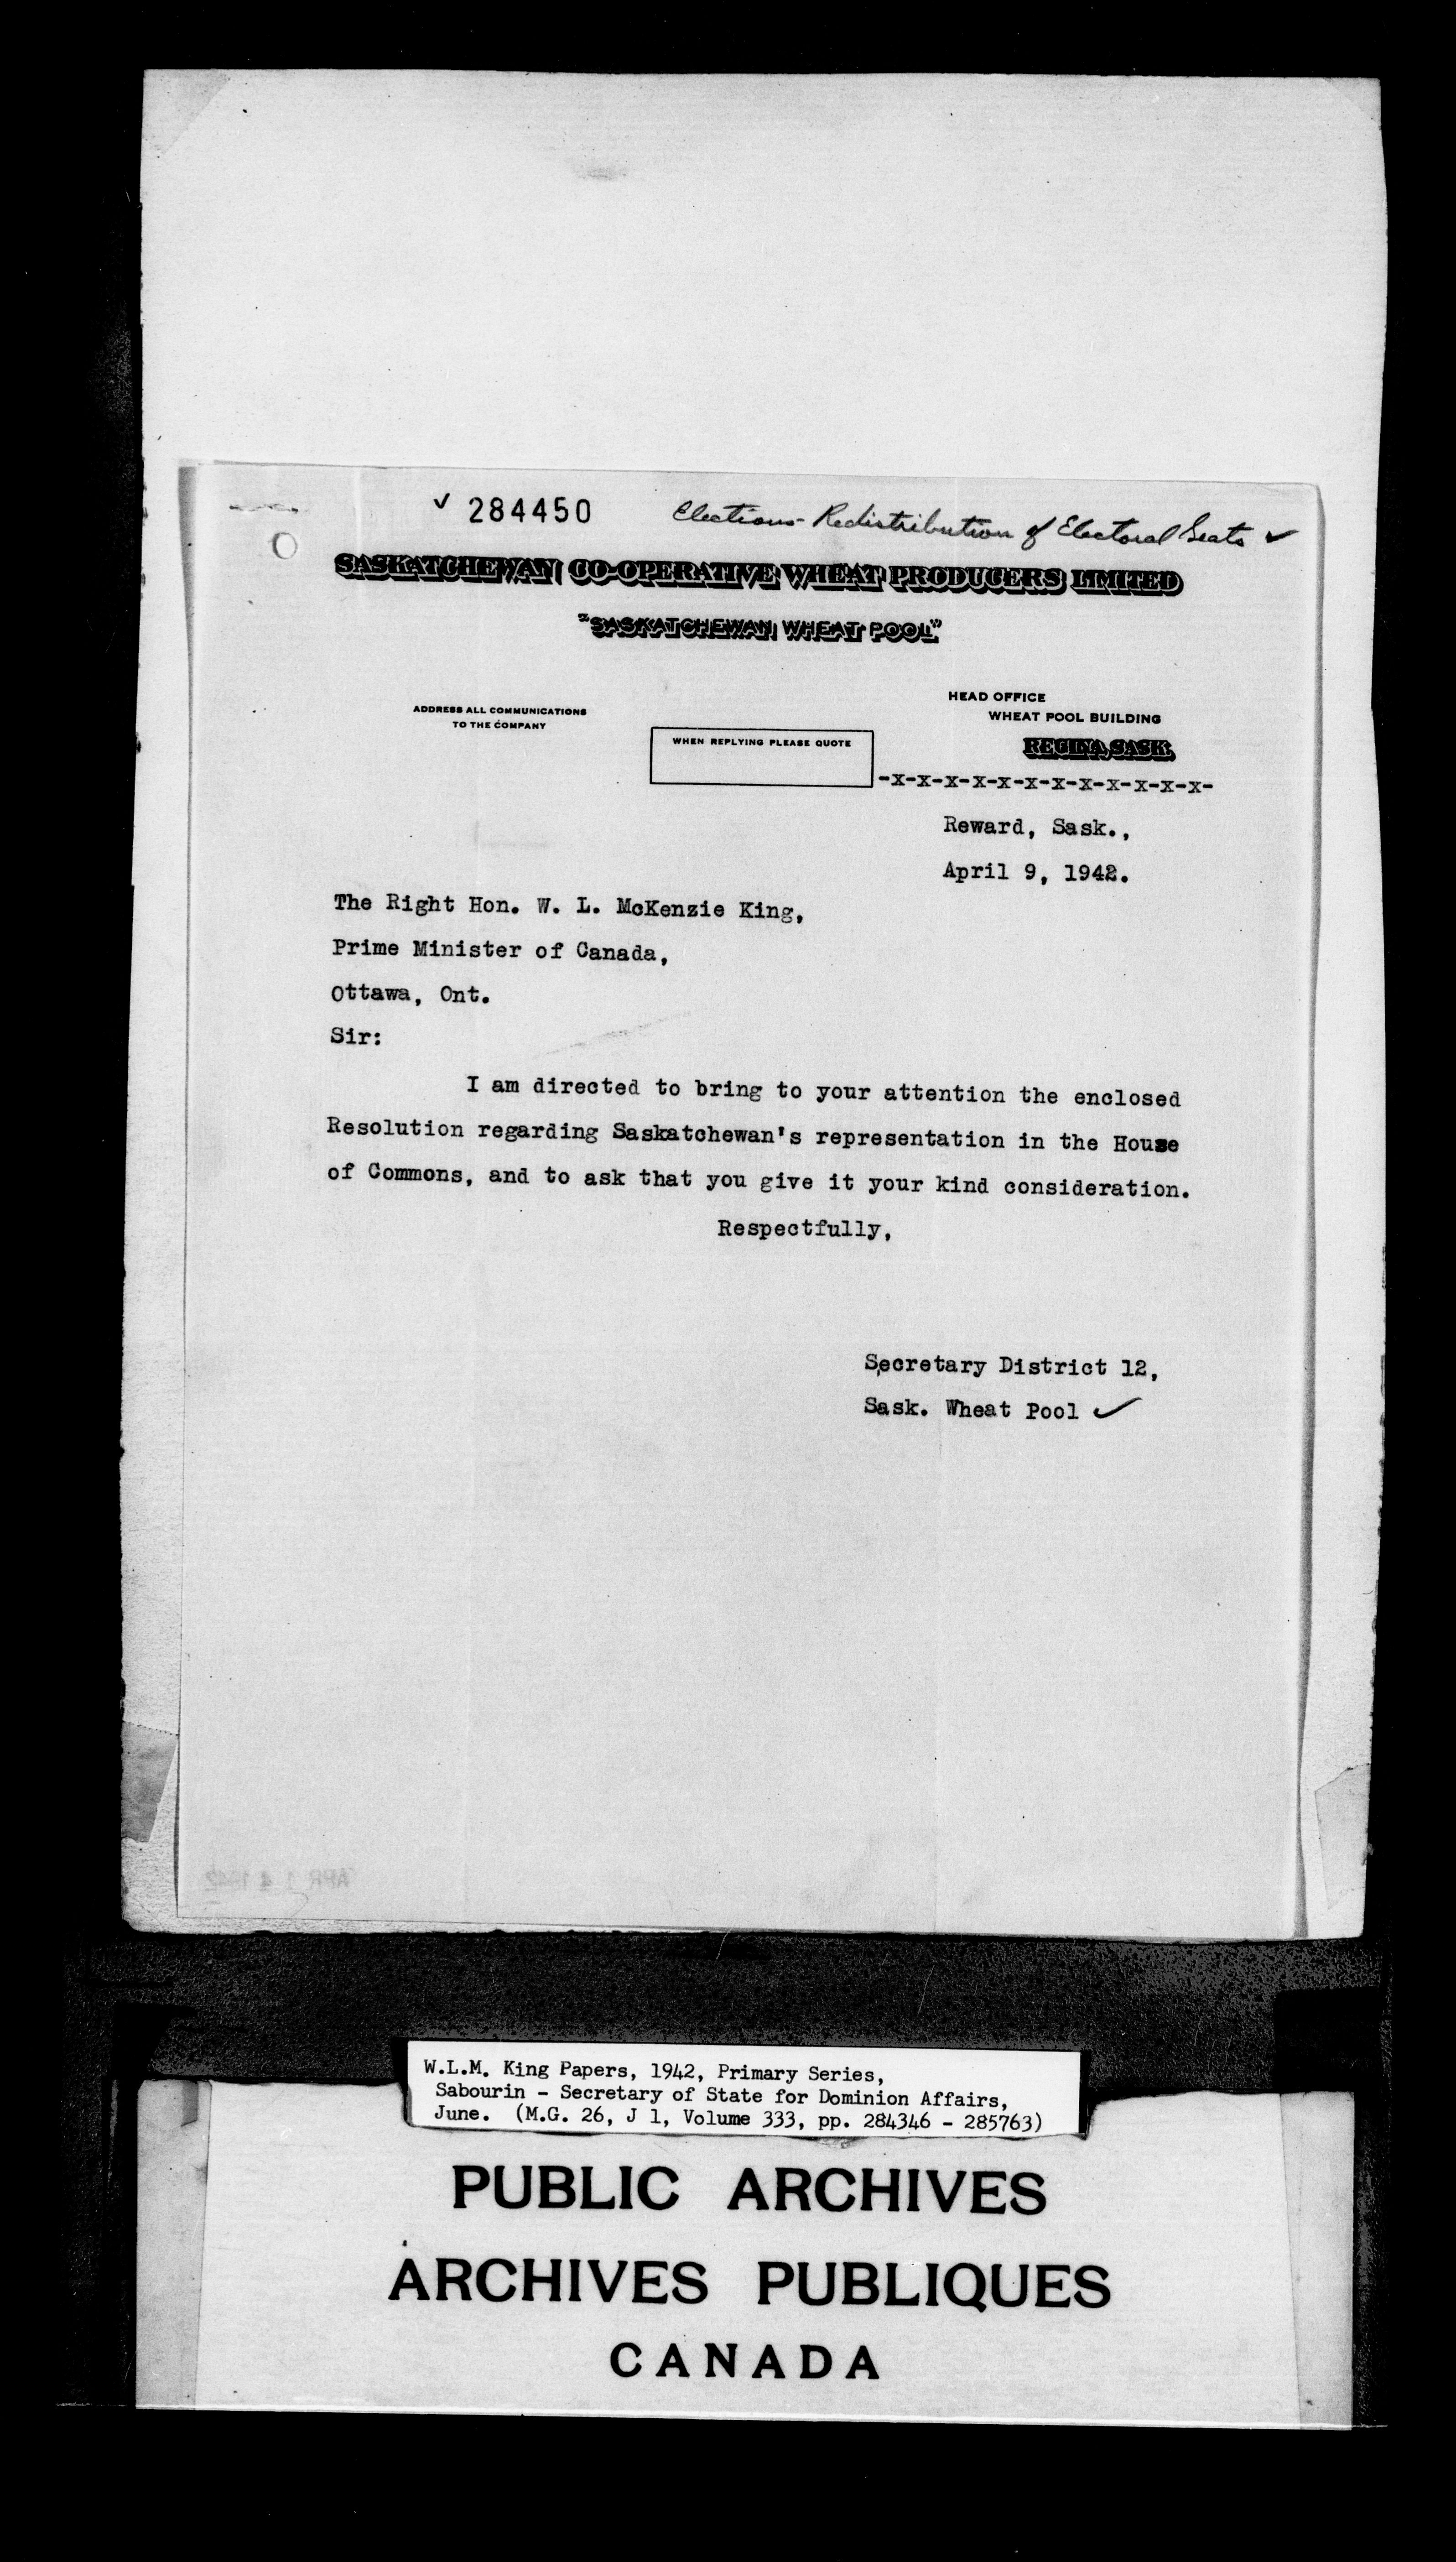 ✓ 284450 Elections- Redistribution of Electoral Seats ✓
SASKATCHEWAN CO-OPERATIVE WHEAT PRODUCERS LIMITED
"SASKATCHEWAN WHEAT POOL"
HEAD OFFICE
WHEAT POOL BUILDING
REGINA, SASK.
ADDRESS ALL COMMUNICATIONS
TO THE COMPANY
WHEN REPLYING PLEASE QUOTE
-X-X-X-X-X-X-X-X-X-X-X-X-
Reward, Sask.,
April 9, 1942.
The Right Hon. W. L. McKenzie King,
Prime Minister of Canada,
Ottawa, Ont.
Sir:
I am directed to bring to your attention the enclosed
Resolution regarding Saskatchewan's representation in the House
of Commons, and to ask that you give it your kind consideration.
Respectfully,
Secretary District 12,
Sask. Wheat Pool ✓
APR 14 1942
W.L.M. King Papers, 1942, Primary Series,
Sabourin - Secretary of State for Dominion Affairs,
June. (M.G. 26, J 1, Volume 333, pp. 284346 - 285763)
PUBLIC ARCHIVES
ARCHIVES PUBLIQUES
CANADA